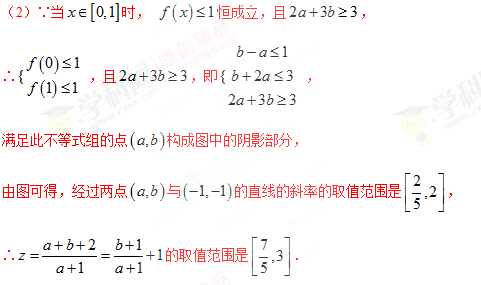 （2）∵当 x∈[0,1]时， f(x)≤1恒成立，且2a+3b≥3，
∴{f(0)≤1 f(1)≤1 ，且2a+3b≥3，即{b-a≤1 b+2a≤3 2a+3b≥3 ，
满足此不等式组的点(a,b)构成图中的阴影部分，
由图可得，经过两点(a,b)与(-1,-1)的直线的斜率的取值范围是[2/5,2]，
∴z=(a+b+2)/(a+1)=(b+1)/(a+1)+1的取值范围是[7/5,3]．